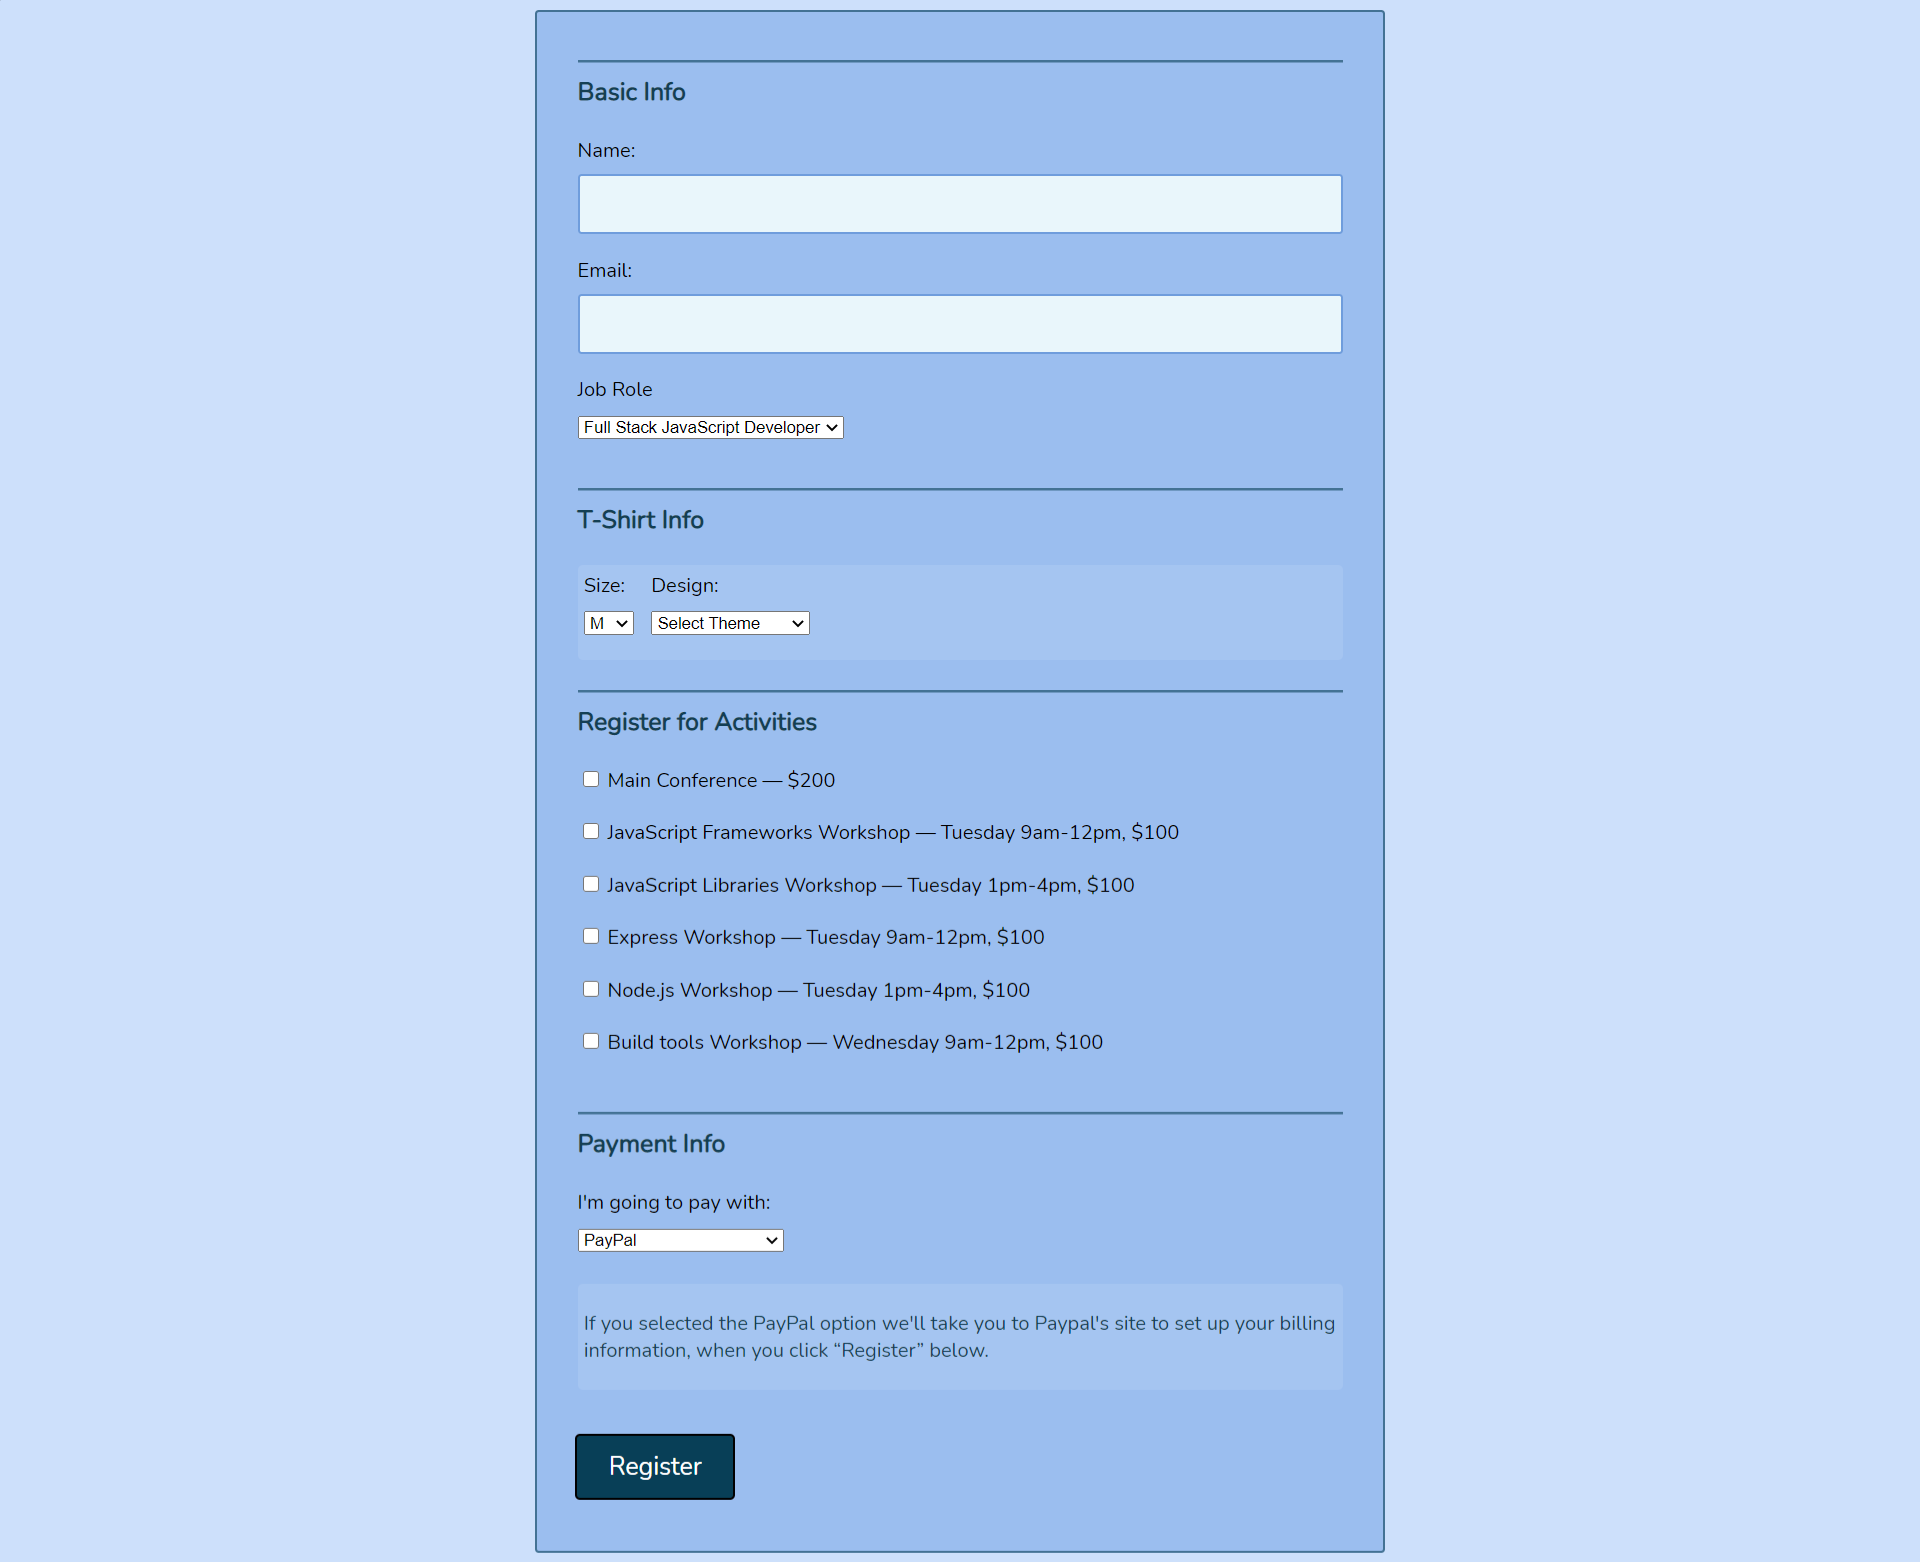 Basic Info
Name:
Email:
Job Role
Full Stack JavaScript Developer
T-Shirt Info
Size: Design:
M Select Theme
Register for Activities
Main Conference — $200
JavaScript Frameworks Workshop — Tuesday 9am-12pm, $100
JavaScript Libraries Workshop — Tuesday 1pm-4pm, $100
Express Workshop — Tuesday 9am-12pm, $100
Node.js Workshop — Tuesday 1pm-4pm, $100
Build tools Workshop — Wednesday 9am-12pm, $100
Payment Info
I'm going to pay with:
PayPal
If you selected the PayPal option we'll take you to Paypal's site to set up your billing
information, when you click “Register” below.
Register